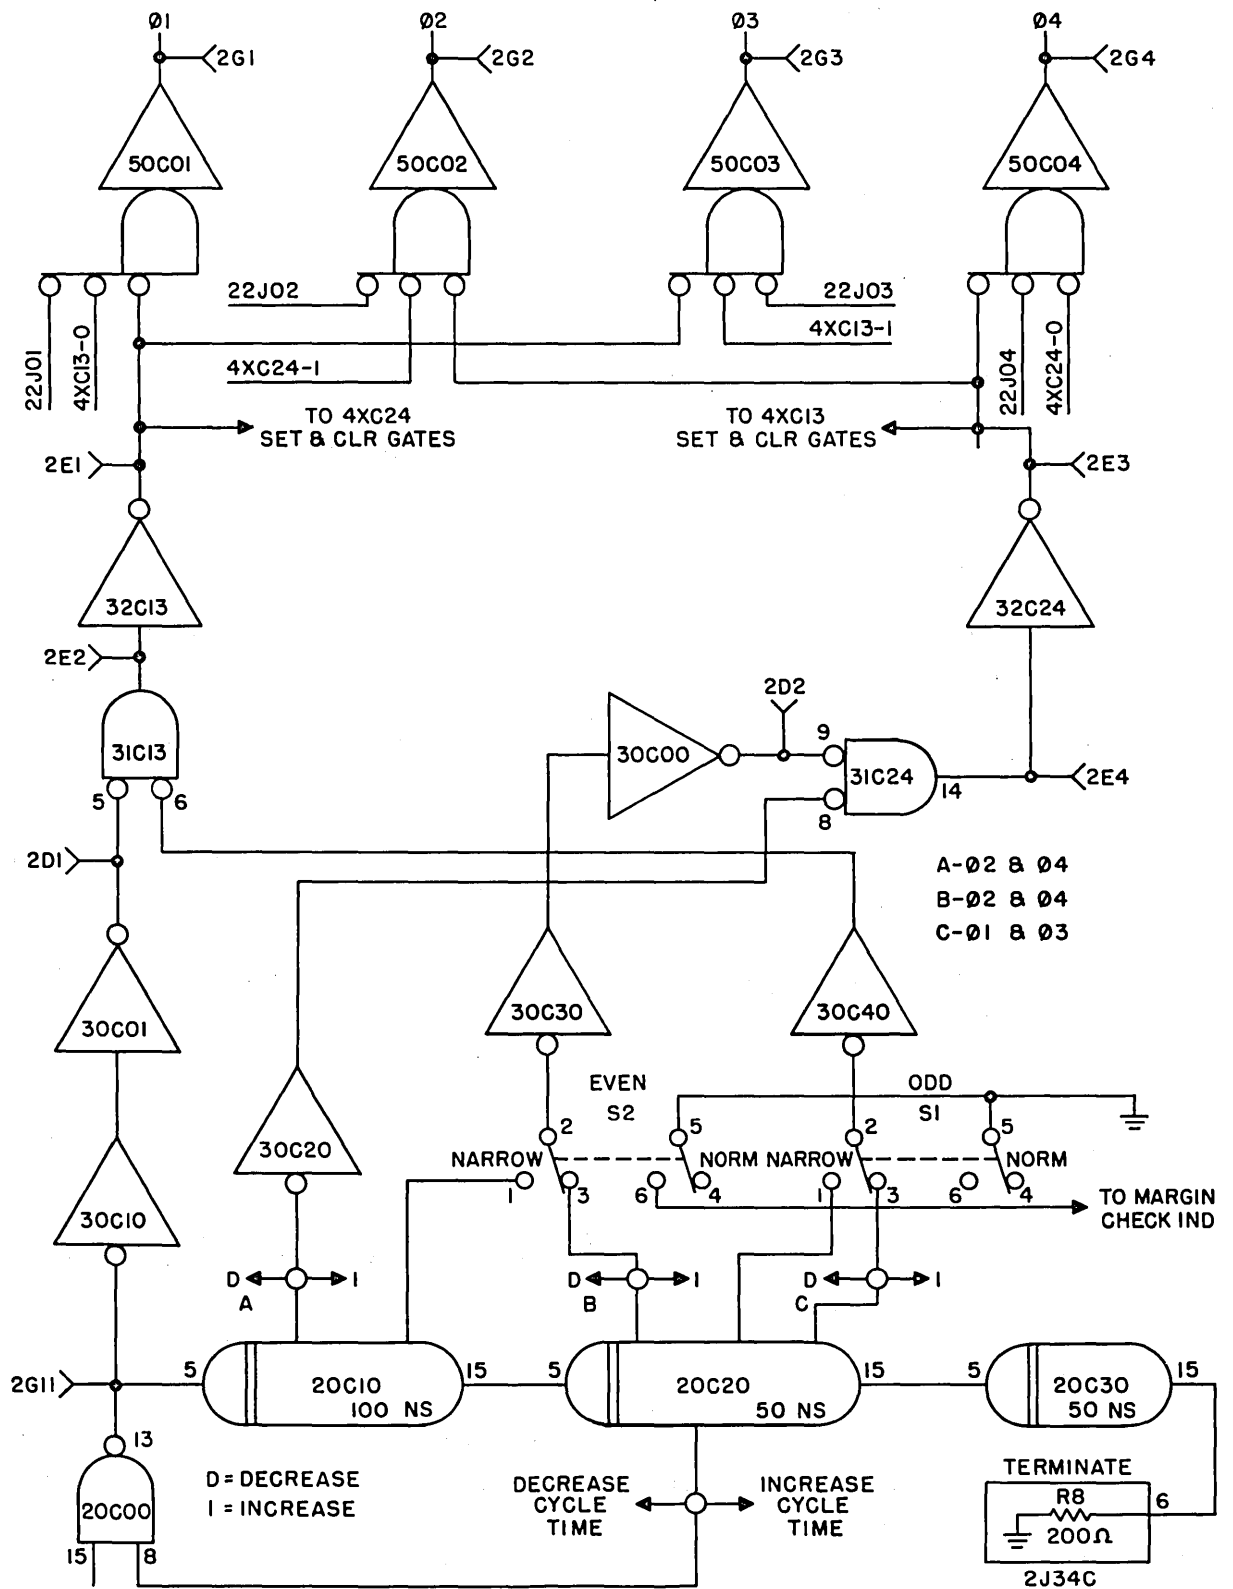 Ø1
Ø2
Ø3
Ø4
2G1
2G2
2G3
2G4
50C01
50C02
50C03
50C04
22J01
4XC13-0
22J02
4XC24-1
22J03
4XC13-1
22J04
4XC24-0
TO 4XC24
SET & CLR GATES
TO 4XC13
SET & CLR GATES
2E1
2E3
32C13
32C24
2E2
2D2
31C13
30C00
9
31C24
14
2E4
5
6
8
2D1
A-Ø2 & Ø4
B-Ø2 & Ø4
C-Ø1 & Ø3
30C01
30C30
30C40
EVEN
S2
ODD
S1
30C20
2
5
2
5
NARROW
NORM
NARROW
NORM
1
3
6
4
1
3
6
4
30C10
TO MARGIN
CHECK IND
D
I
A
D
I
B
D
I
C
2G11
5
20C10
100 NS
15
5
20C20
50 NS
15
5
20C30
50 NS
15
13
20C00
15
8
D = DECREASE
I = INCREASE
DECREASE
CYCLE
TIME
INCREASE
CYCLE
TIME
TERMINATE
R8
200Ω
6
2J34C